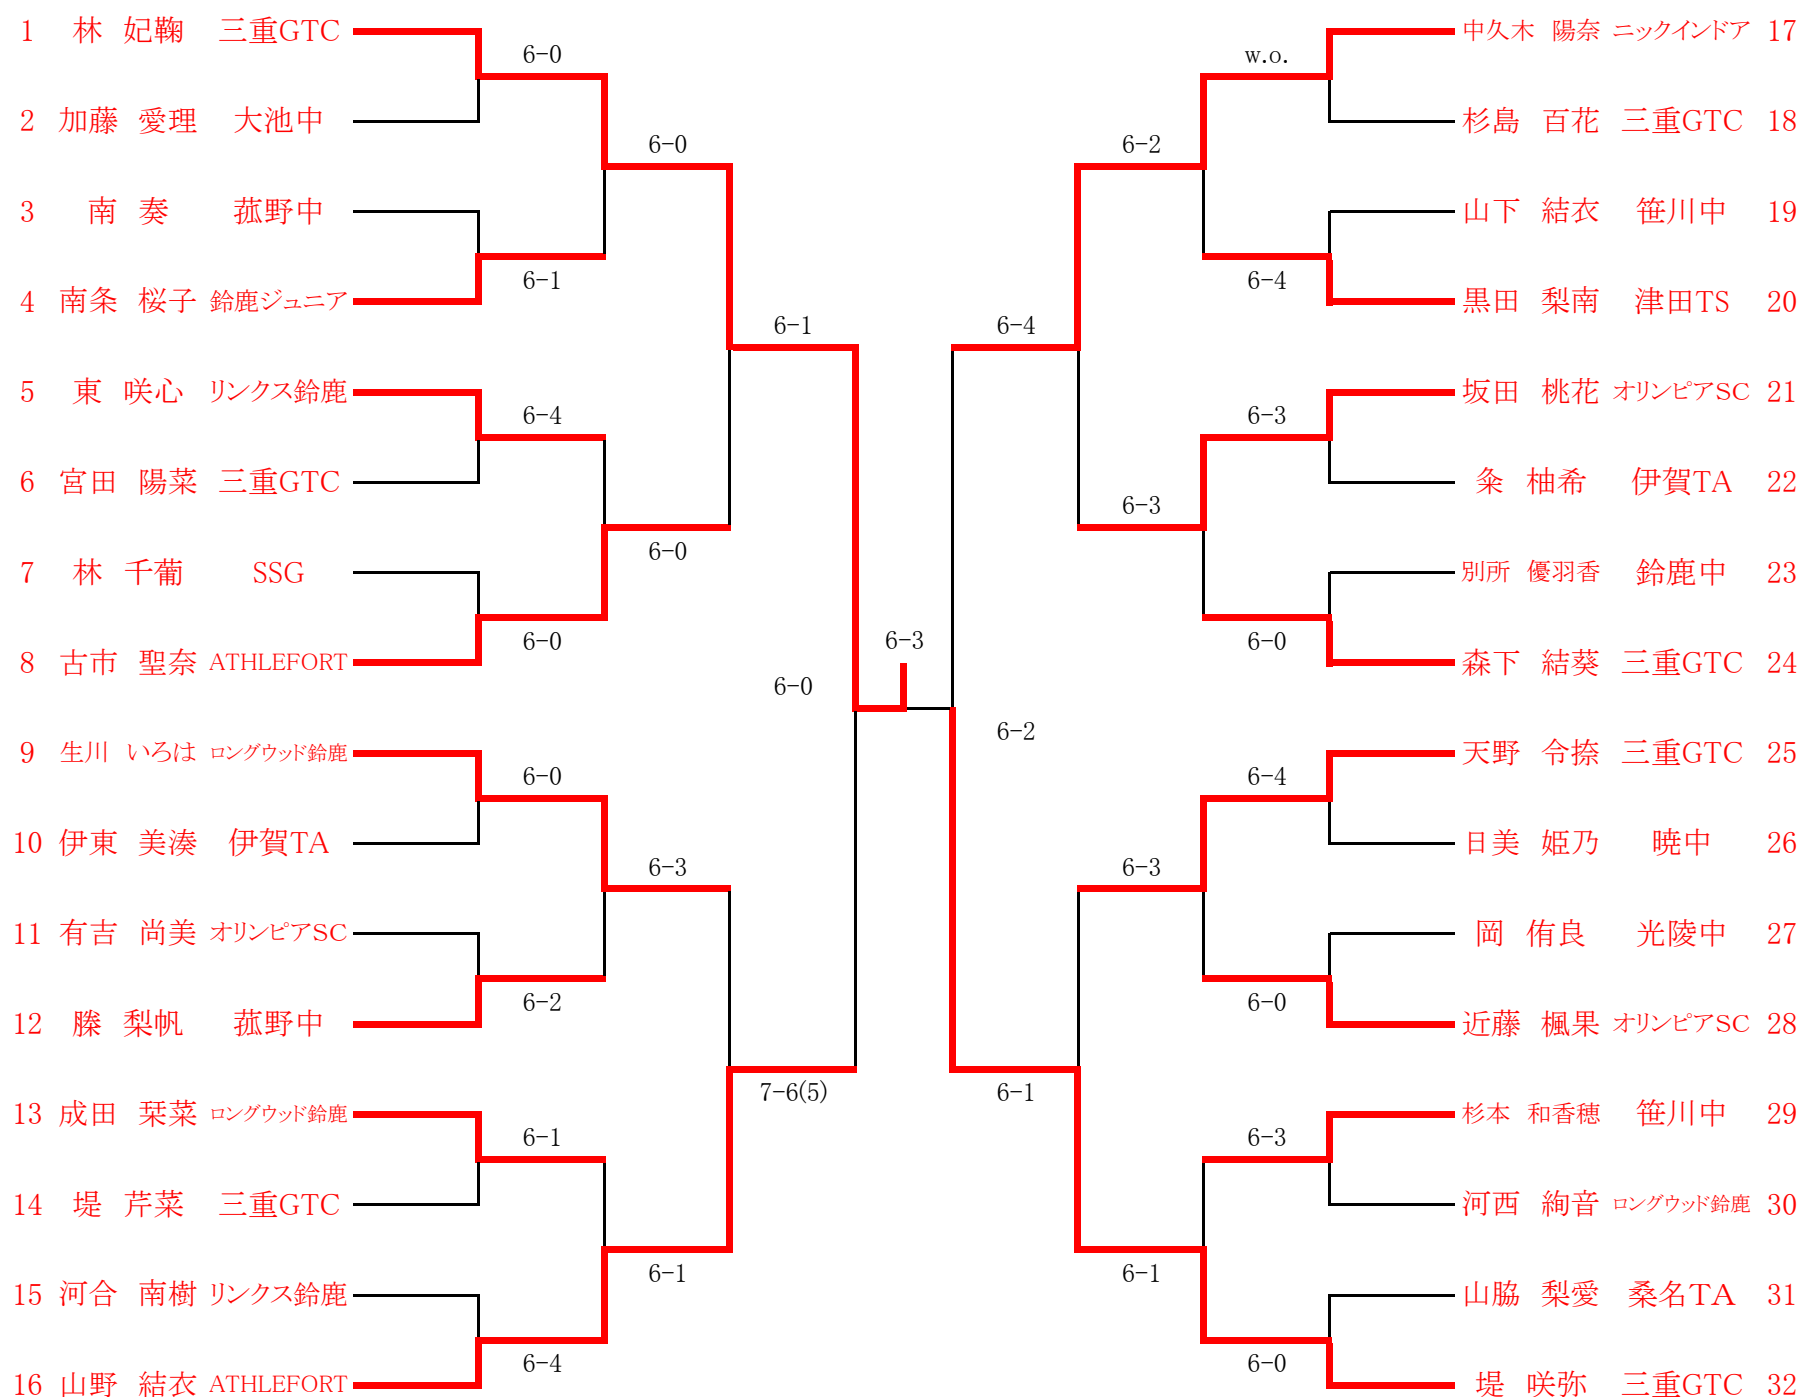 1 林 妃鞠 三重GTC
2 加藤 愛理 大池中
3 南 奏 菰野中
4 南条 桜子 鈴鹿ジュニア
5 東 咲心 リンクス鈴鹿
6 宮田 陽菜 三重GTC
7 林 千葡 SSG
8 古市 聖奈 ATHLEFORT
9 生川 いろは ロングウッド鈴鹿
10 伊東 美湊 伊賀TA
11 有吉 尚美 オリンピアSC
12 滕 梨帆 菰野中
13 成田 栞菜 ロングウッド鈴鹿
14 堤 芹菜 三重GTC
15 河合 南樹 リンクス鈴鹿
16 山野 結衣 ATHLEFORT
6-0
6-1
6-4
6-0
6-0
6-2
6-1
6-4
6-0
6-0
6-3
6-1
6-1
7-6(5)
6-0
6-3
6-2
6-4
6-1
6-2
6-3
6-3
6-1
w.o.
6-4
6-3
6-0
6-4
6-0
6-3
6-0
中久木 陽奈 ニックインドア 17
杉島 百花 三重GTC 18
山下 結衣 笹川中 19
黒田 梨南 津田TS 20
坂田 桃花 オリンピアSC 21
粂 柚希 伊賀TA 22
別所 優羽香 鈴鹿中 23
森下 結葵 三重GTC 24
天野 令捺 三重GTC 25
日美 姫乃 暁中 26
岡 侑良 光陵中 27
近藤 楓果 オリンピアSC 28
杉本 和香穂 笹川中 29
河西 絢音 ロングウッド鈴鹿 30
山脇 梨愛 桑名TA 31
堤 咲弥 三重GTC 32